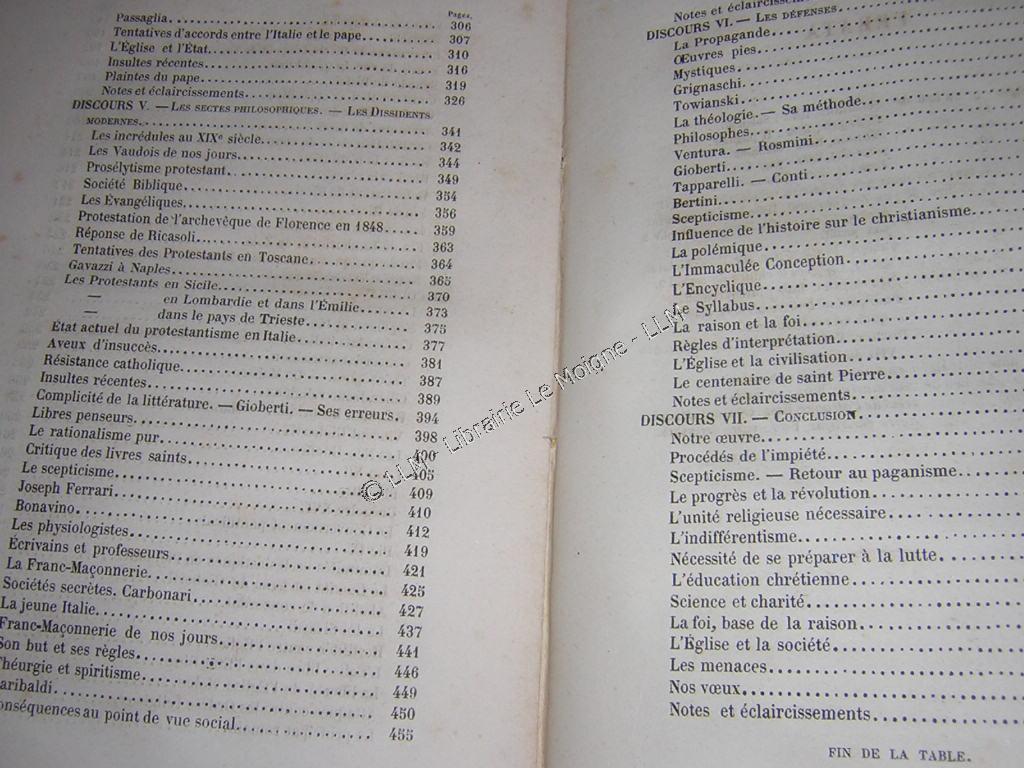 Pages.
Passaglia. 306
Tentatives d'accords entre l'Italie et le pape. 307
L'Église et l'État. 310
Insultes récentes. 316
Plaintes du pape. 319
Notes et éclaircissements. 326
DISCOURS V. — LES SECTES PHILOSOPHIQUES. — LES DISSIDENTS
MODERNES. 341
Les incrédules au XIXe siècle. 342
Les Vaudois de nos jours. 344
Prosélytisme protestant. 349
Société Biblique. 354
Les Évangéliques. 356
Protestation de l'archevêque de Florence en 1848. 359
Réponse de Ricasoli. 363
Tentatives des Protestants en Toscane. 364
Gavazzi à Naples. 365
Les Protestants en Sicile. 370
— en Lombardie et dans l'Émilie. 373
— dans le pays de Trieste. 375
État actuel du protestantisme en Italie. 377
Aveux d'insuccès. 381
Résistance catholique. 387
Insultes récentes. 389
Complicité de la littérature. — Gioberti. — Ses erreurs. 394
Libres penseurs. 398
Le rationalisme pur. 400
Critique des livres saints. 405
Le scepticisme. 409
Joseph Ferrari. 410
Bonavino. 412
Les physiologistes. 419
Écrivains et professeurs. 421
La Franc-Maçonnerie. 425
Sociétés secrètes. Carbonari. 427
La jeune Italie. 437
Franc-Maçonnerie de nos jours. 441
Son but et ses règles. 446
Théurgie et spiritisme. 449
aribaldi. 450
onséquences au point de vue social. 455
Notes et éclaircissements
DISCOURS VI. — LES DÉFENSES.
La Propagande.
Œuvres pies.
Mystiques.
Grignaschi.
Towianski.
La théologie. — Sa méthode.
Philosophes.
Ventura. — Rosmini.
Gioberti.
Tapparelli. — Conti.
Bertini.
Scepticisme.
Influence de l'histoire sur le christianisme.
La polémique.
L'Immaculée Conception.
L'Encyclique.
Le Syllabus.
La raison et la foi.
Règles d'interprétation.
L'Église et la civilisation.
Le centenaire de saint Pierre.
Notes et éclaircissements.
DISCOURS VII. — CONCLUSION.
Notre œuvre.
Procédés de l'impiété.
Scepticisme. — Retour au paganisme.
Le progrès et la révolution.
L'unité religieuse nécessaire.
L'indifférentisme.
Nécessité de se préparer à la lutte.
L'éducation chrétienne.
Science et charité.
La foi, base de la raison.
L'Église et la société.
Les menaces.
Nos vœux.
Notes et éclaircissements.
FIN DE LA TABLE.
© LLM - Librairie Le Moigne - LLM